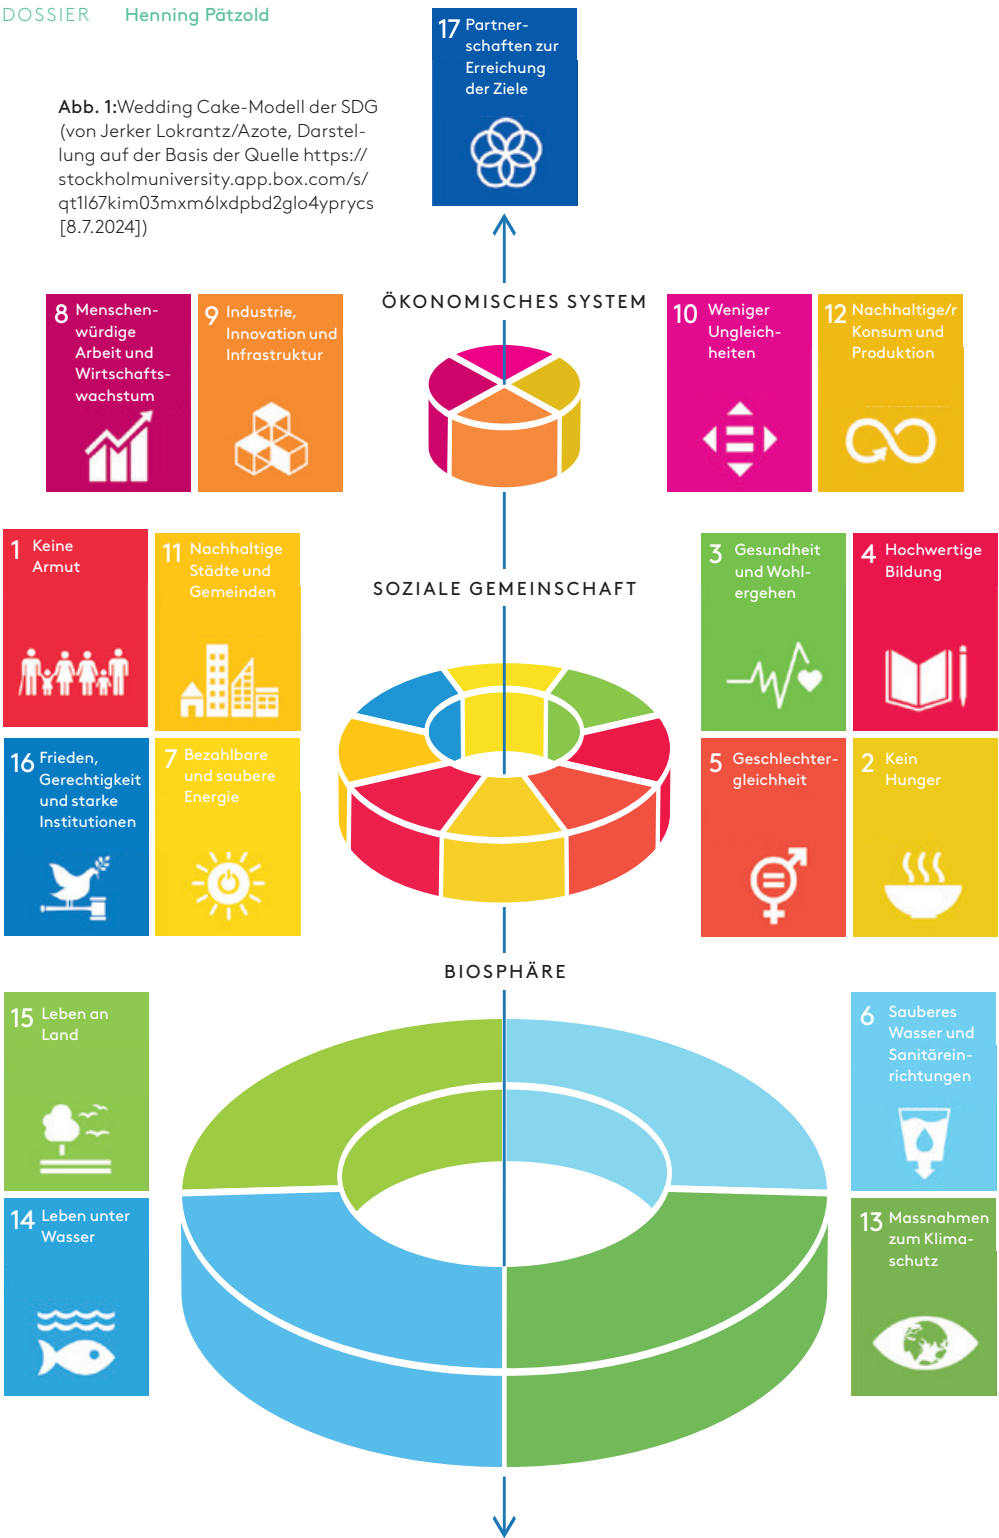 DOSSIER Henning Pätzold
17 Partner-
schaften zur
Erreichung
der Ziele
Abb. 1:Wedding Cake-Modell der SDG
(von Jerker Lokrantz/Azote, Darstel-
lung auf der Basis der Quelle https://
stockholmuniversity.app.box.com/s/
qt1l67kim03mxm6lxdpbd2glo4yprycs
[8.7.2024])
ÖKONOMISCHES SYSTEM
8 Menschen-
würdige
Arbeit und
Wirtschafts-
wachstum
9 Industrie,
Innovation und
Infrastruktur
10 Weniger
Ungleich-
heiten
12 Nachhaltige/r
Konsum und
Produktion
SOZIALE GEMEINSCHAFT
1 Keine
Armut
11 Nachhaltige
Städte und
Gemeinden
3 Gesundheit
und Wohl-
ergehen
4 Hochwertige
Bildung
16 Frieden,
Gerechtigkeit
und starke
Institutionen
7 Bezahlbare
und saubere
Energie
5 Geschlechter-
gleichheit
2 Kein
Hunger
BIOSPHÄRE
15 Leben an
Land
6 Sauberes
Wasser und
Sanitärein-
richtungen
14 Leben unter
Wasser
13 Massnahmen
zum Klima-
schutz